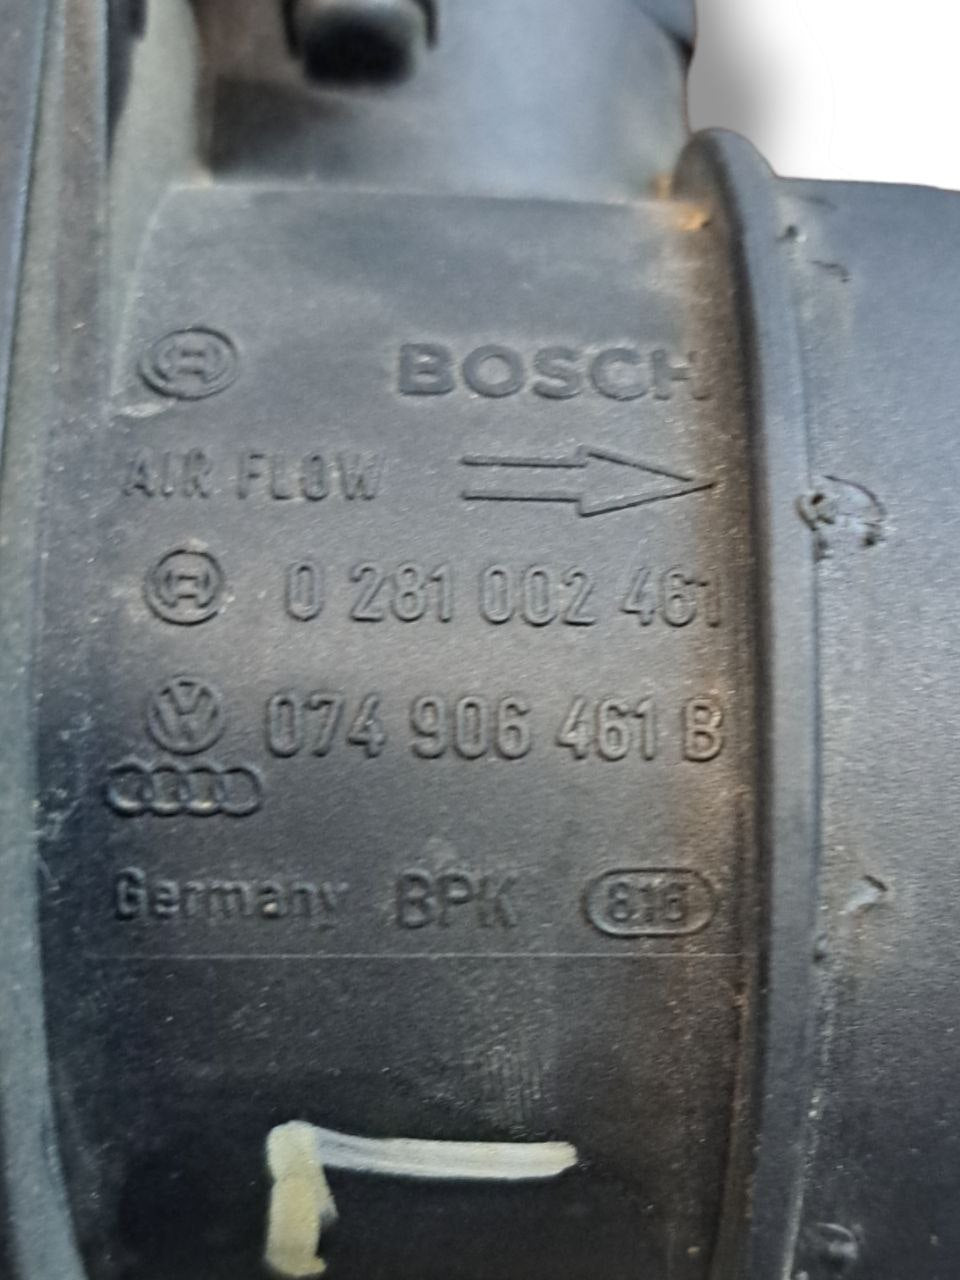 BOSCH
AIR FLOW
0 281 002 461
074 906 461 B
Germany BPK 816